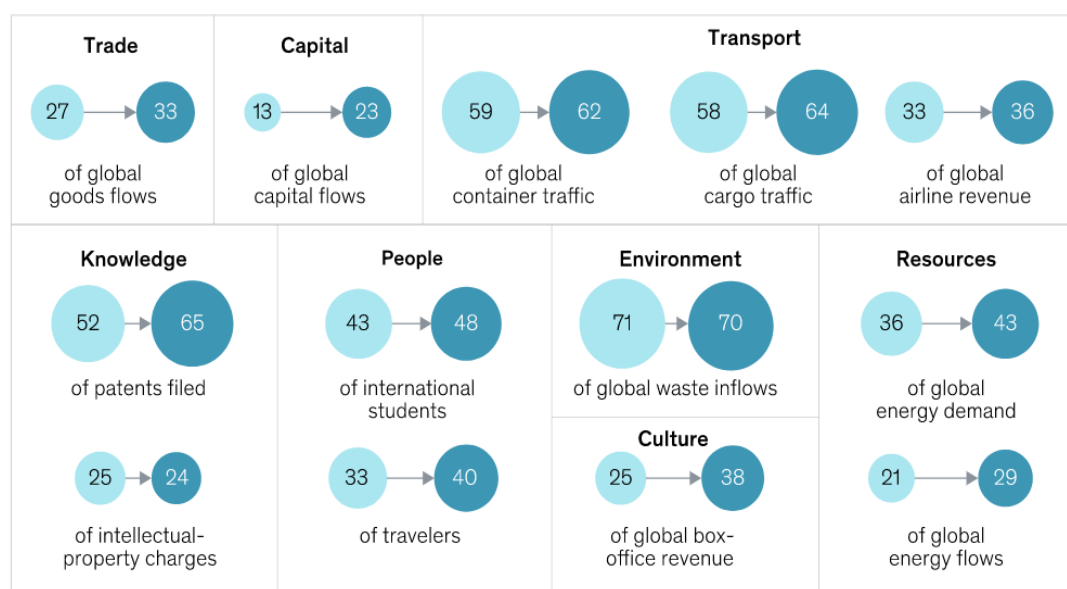 Trade
27
33
of global
goods flows
Capital
13
23
of global
capital flows
Transport
59
62
of global
container traffic
58
64
of global
cargo traffic
33
36
of global
airline revenue
Knowledge
52
65
of patents filed
25
24
of intellectual-
property charges
People
43
48
of international
students
33
40
of travelers
Environment
71
70
of global waste inflows
Culture
25
38
of global box-
office revenue
Resources
36
43
of global
energy demand
21
29
of global
energy flows